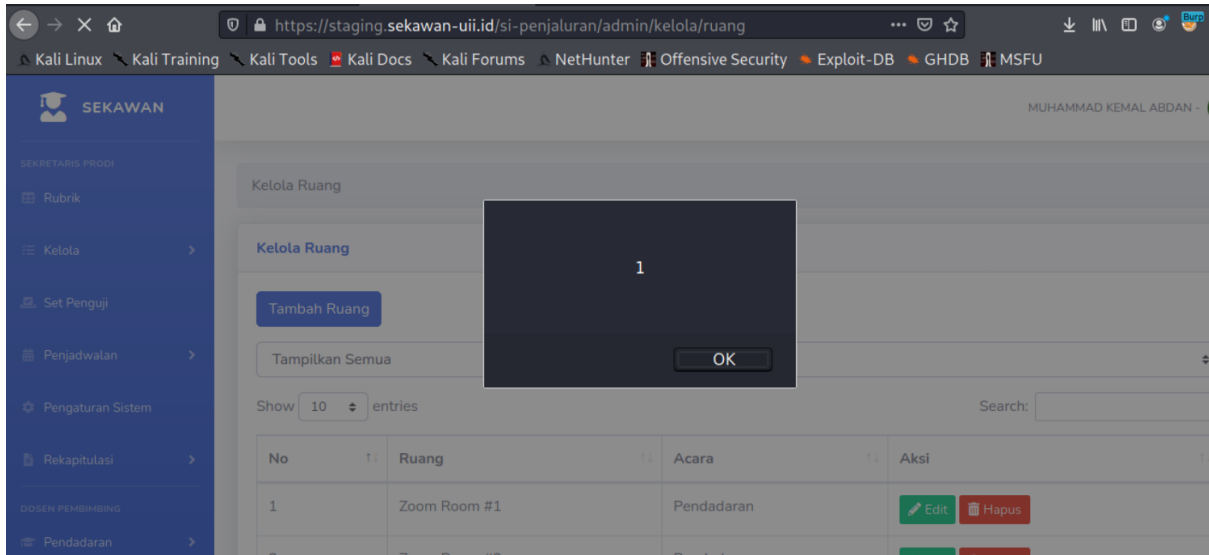 Burp
https://staging.sekawan-uii.id/si-penjaluran/admin/kelola/ruang
Kali Linux Kali Training Kali Tools Kali Docs Kali Forums NetHunter Offensive Security Exploit-DB GHDB MSFU
SEKAWAN
MUHAMMAD KEMAL ABDAN -
SEKRETARIS PRODI
Rubrik
Kelola
Set Penguji
Penjadwalan
Pengaturan Sistem
Rekapitulasi
DOSEN PEMBIMBING
Pendadaran
Kelola Ruang
Kelola Ruang
Tambah Ruang
Tampilkan Semua
Show 10 entries
Search:
No Ruang Acara Aksi
1 Zoom Room #1 Pendadaran Edit Hapus
1
OK